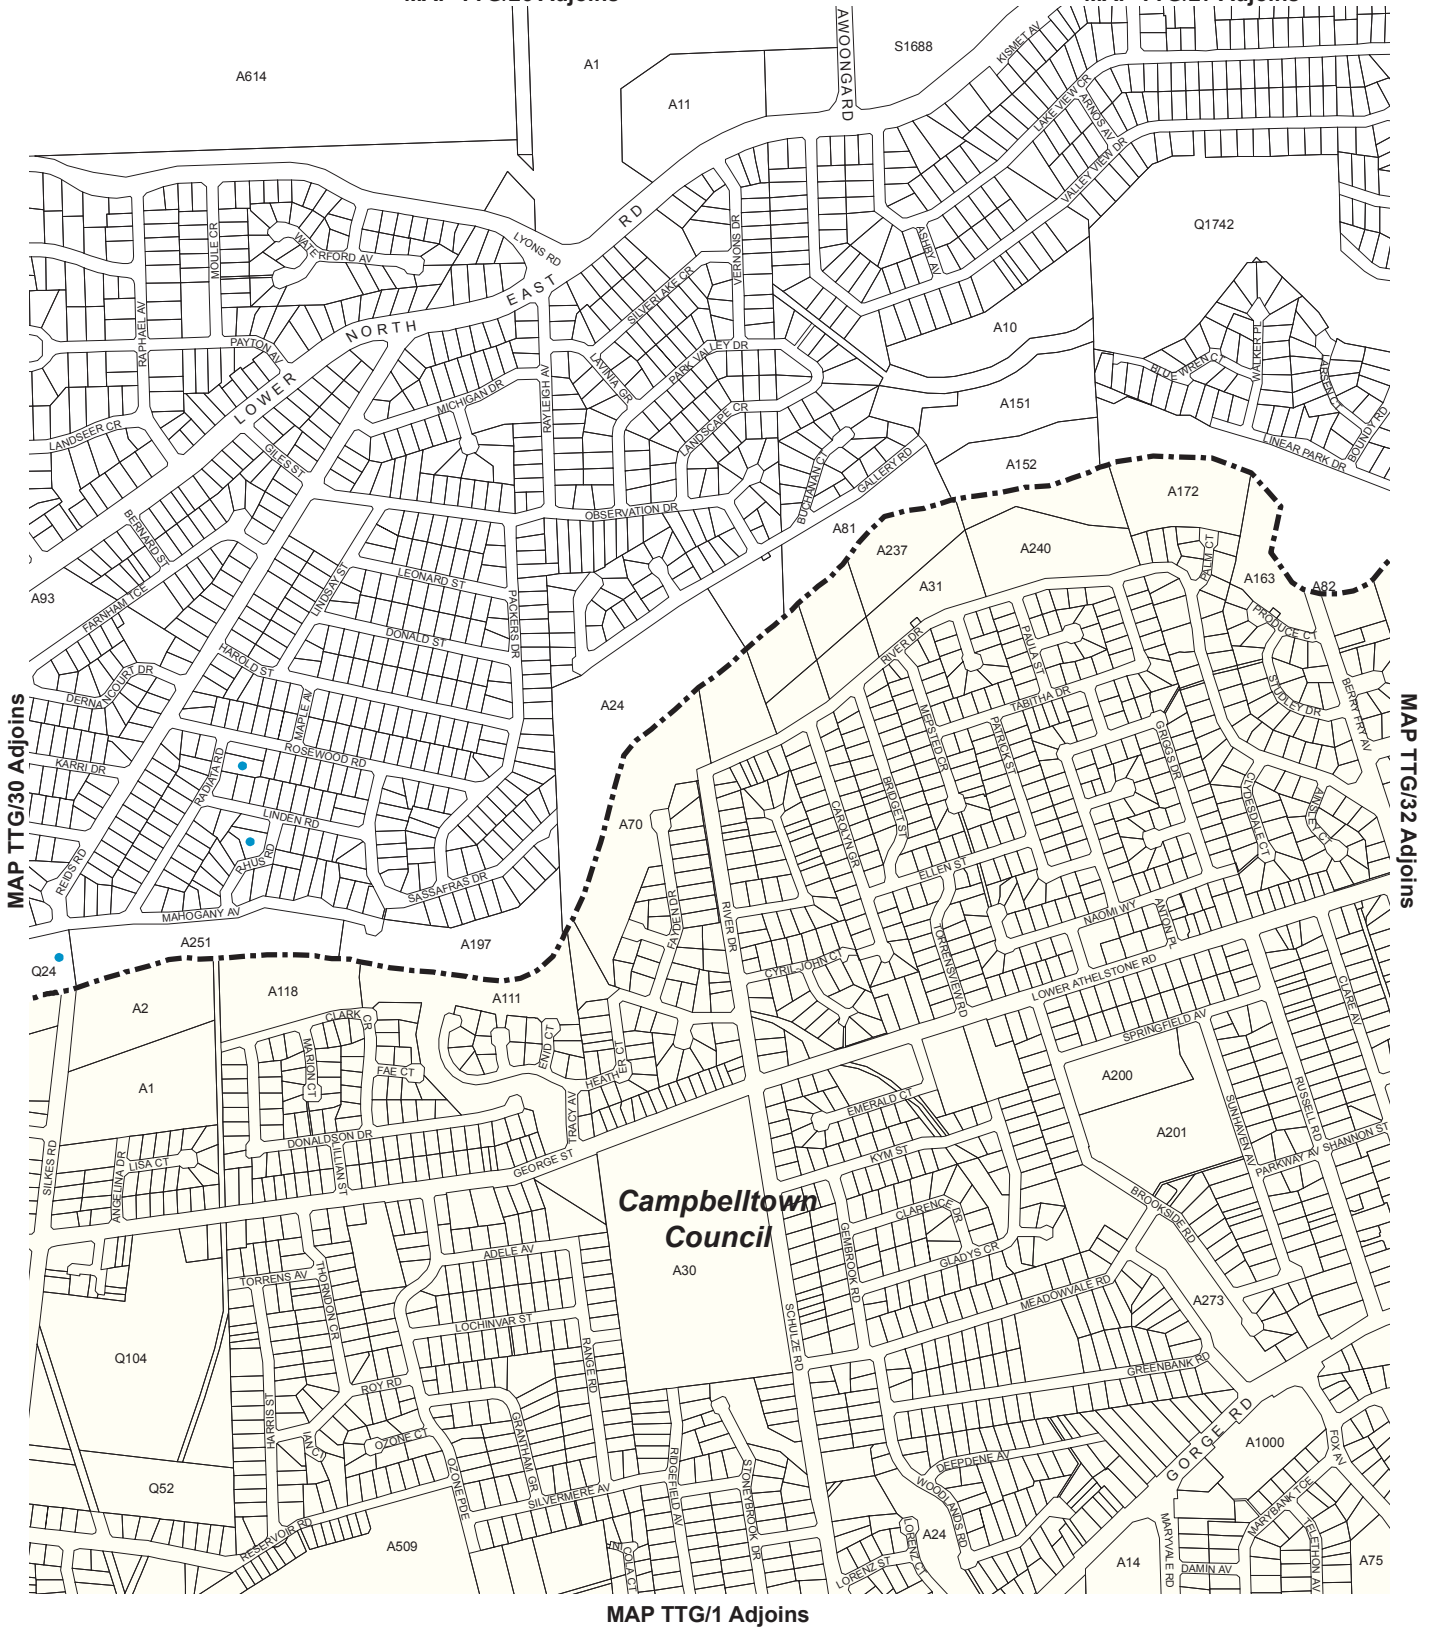 A614
A1
A11
AWOONGA RD
S1688
KISMET AV
LAKE VIEW CR
ARNOS AV
VALLEY VIEW DR
Q1742
MOULE CR
WATERFORD AV
LYONS RD
RD
EAST
NORTH
LOWER
VERNONS DR
ASHBY AV
SILVERLAKE CR
RAPHAEL AV
PAYTON AV
A10
PARK VALLEY DR
LAVINIA GR
MICHIGAN DR
RAYLEIGH AV
BLUE WREN C
WALKER PL
LARSEN CT
BOUNDY RD
LINEAR PARK DR
A151
LANDSEER CR
LANDSCAPE CR
GILES ST
BUCHANAN CT
GALLERY RD
A152
A172
OBSERVATION DR
BERNARD ST
A81
A237
A240
PALM CT
A163
A82
LEONARD ST
LINDSAY ST
A31
A93
FARNHAM TCE
PACKERS DR
DONALD ST
PRODUCE CT
RIVER DR
PAULA ST
HAROLD ST
DERNANCOURT DR
STUDLEY DR
BERRY FRY AV
A24
MAPLE AV
TABITHA DR
MEPSTED CR
PATRICK ST
GRIGGS DR
MAP TTG/30 Adjoins
MAP TTG/32 Adjoins
ROSEWOOD RD
KARRI DR
RADIATA RD
BRIDGET ST
CAROLYN GR
CLYDESDALE CT
AINSLEY CT
LINDEN RD
A70
RHUS RD
REIDS RD
ELLEN ST
SASSAFRAS DR
MAHOGANY AV
FAYDEN DR
RIVER DR
NAOMI WY
ANTON PL
A251
A197
TORRENSVIEW RD
Q24
CYRIL JOHN CT
LOWER ATHELSTONE RD
CLARE AV
A118
A111
A2
CLARK CR
SPRINGFIELD AV
MARION CT
ENID CT
FAE CT
HEATHER CT
A200
A1
EMERALD CT
TRACY AV
SUNHAVEN AV
RUSSELL RD
A201
DONALDSON DR
KYM ST
SHANNON ST
PARKWAY AV
SILKES RD
LISA CT
ANGELINA DR
LILLIAN ST
GEORGE ST
BROOKSIDE RD
Campbelltown
Council
CLARENCE DR
GEMBROOK RD
GLADYS CR
ADELE AV
A30
TORRENS AV
THORNDON CR
MEADOWVALE RD
A273
LOCHINVAR ST
SCHULZE RD
Q104
RANGE RD
GREENBANK RD
ROY RD
HARRIS ST
IAN CT
OZONE CT
GRANTHAM GR
GORGE RD
A1000
FOX AV
DEEPDENE AV
OZONE PDE
RIDGEFIELD AV
STONEYBROOK DR
Q52
SILVERMERE AV
WOODLANDS RD
MARYBANK TCE
RESERVOIR RD
A509
LORENZ CT
A24
MARYVALE RD
TELETHON AV
A14
A75
DAMIN AV
LORENZ ST
MAP TTG/1 Adjoins